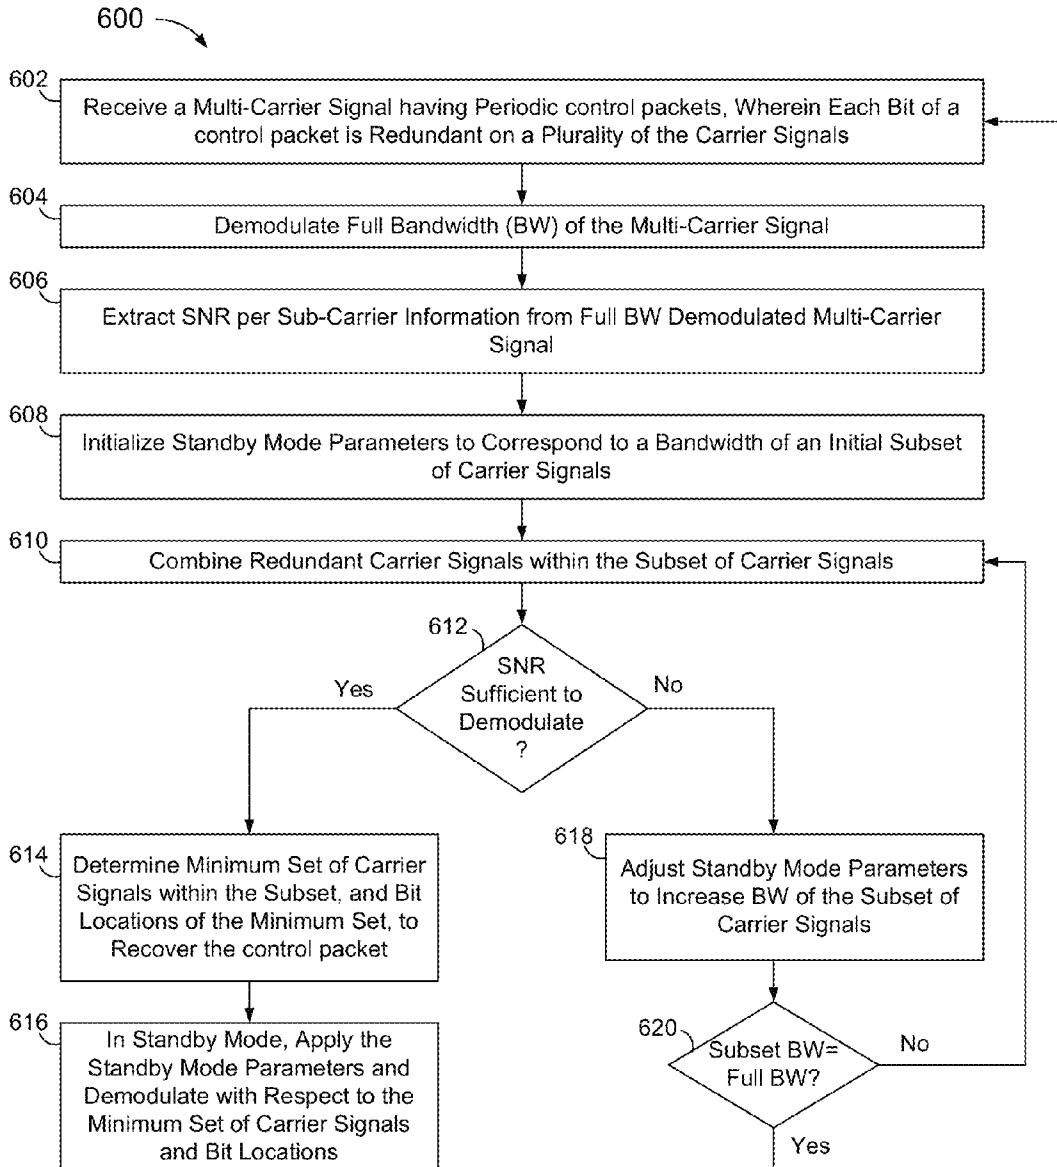 600
602
Receive a Multi-Carrier Signal having Periodic control packets, Wherein Each Bit of a
control packet is Redundant on a Plurality of the Carrier Signals
604
Demodulate Full Bandwidth (BW) of the Multi-Carrier Signal
606
Extract SNR per Sub-Carrier Information from Full BW Demodulated Multi-Carrier
Signal
608
Initialize Standby Mode Parameters to Correspond to a Bandwidth of an Initial Subset
of Carrier Signals
610
Combine Redundant Carrier Signals within the Subset of Carrier Signals
612
SNR
Sufficient to
Demodulate
?
Yes
No
614
Determine Minimum Set of Carrier
Signals within the Subset, and Bit
Locations of the Minimum Set, to
Recover the control packet
618
Adjust Standby Mode Parameters
to Increase BW of the Subset of
Carrier Signals
616
In Standby Mode, Apply the
Standby Mode Parameters and
Demodulate with Respect to the
Minimum Set of Carrier Signals
and Bit Locations
620
Subset BW=
Full BW?
No
Yes